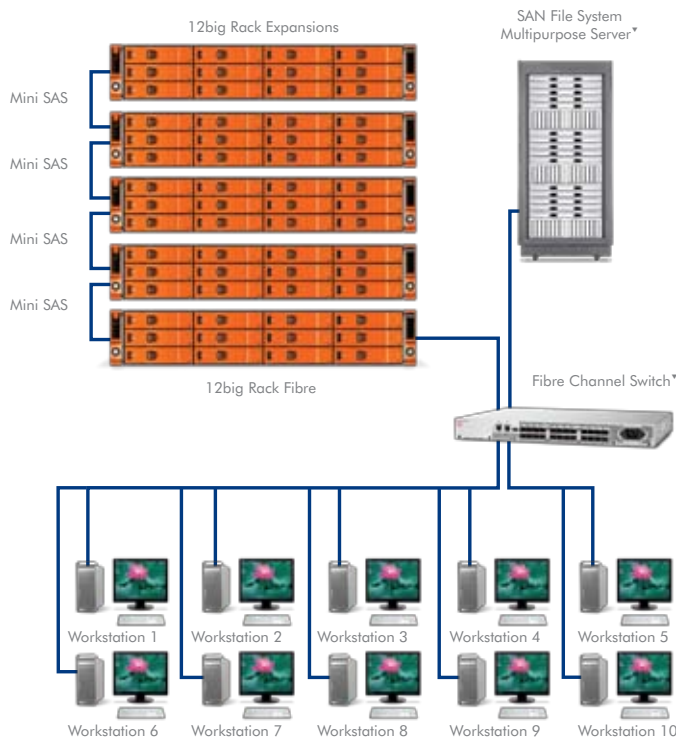 12big Rack Expansions
SAN File System
Multipurpose Server▼
Mini SAS
Mini SAS
Mini SAS
Mini SAS
12big Rack Fibre
Fibre Channel Switch▼
Workstation 1
Workstation 2
Workstation 3
Workstation 4
Workstation 5
Workstation 6
Workstation 7
Workstation 8
Workstation 9
Workstation 10